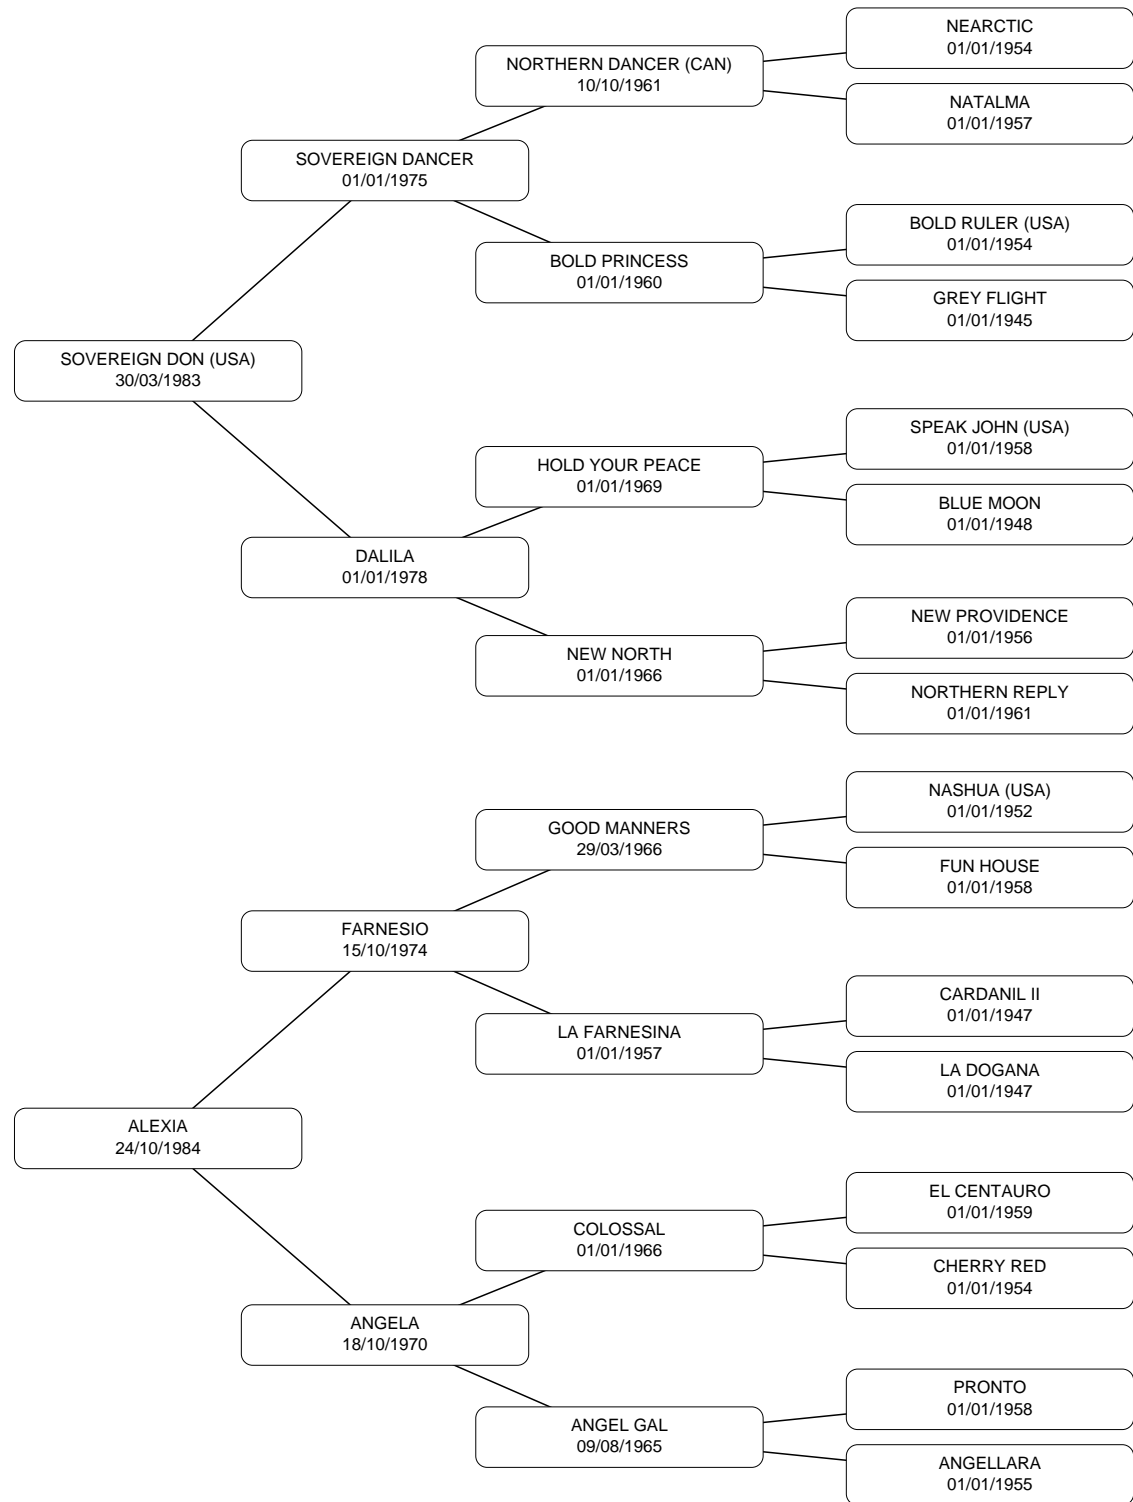 NEARCTIC
01/01/1954
NORTHERN DANCER (CAN)
10/10/1961
NATALMA
01/01/1957
SOVEREIGN DANCER
01/01/1975
BOLD RULER (USA)
01/01/1954
BOLD PRINCESS
01/01/1960
GREY FLIGHT
01/01/1945
SOVEREIGN DON (USA)
30/03/1983
SPEAK JOHN (USA)
01/01/1958
HOLD YOUR PEACE
01/01/1969
BLUE MOON
01/01/1948
DALILA
01/01/1978
NEW PROVIDENCE
01/01/1956
NEW NORTH
01/01/1966
NORTHERN REPLY
01/01/1961
NASHUA (USA)
01/01/1952
GOOD MANNERS
29/03/1966
FUN HOUSE
01/01/1958
FARNESIO
15/10/1974
CARDANIL II
01/01/1947
LA FARNESINA
01/01/1957
LA DOGANA
01/01/1947
ALEXIA
24/10/1984
EL CENTAURO
01/01/1959
COLOSSAL
01/01/1966
CHERRY RED
01/01/1954
ANGELA
18/10/1970
PRONTO
01/01/1958
ANGEL GAL
09/08/1965
ANGELLARA
01/01/1955